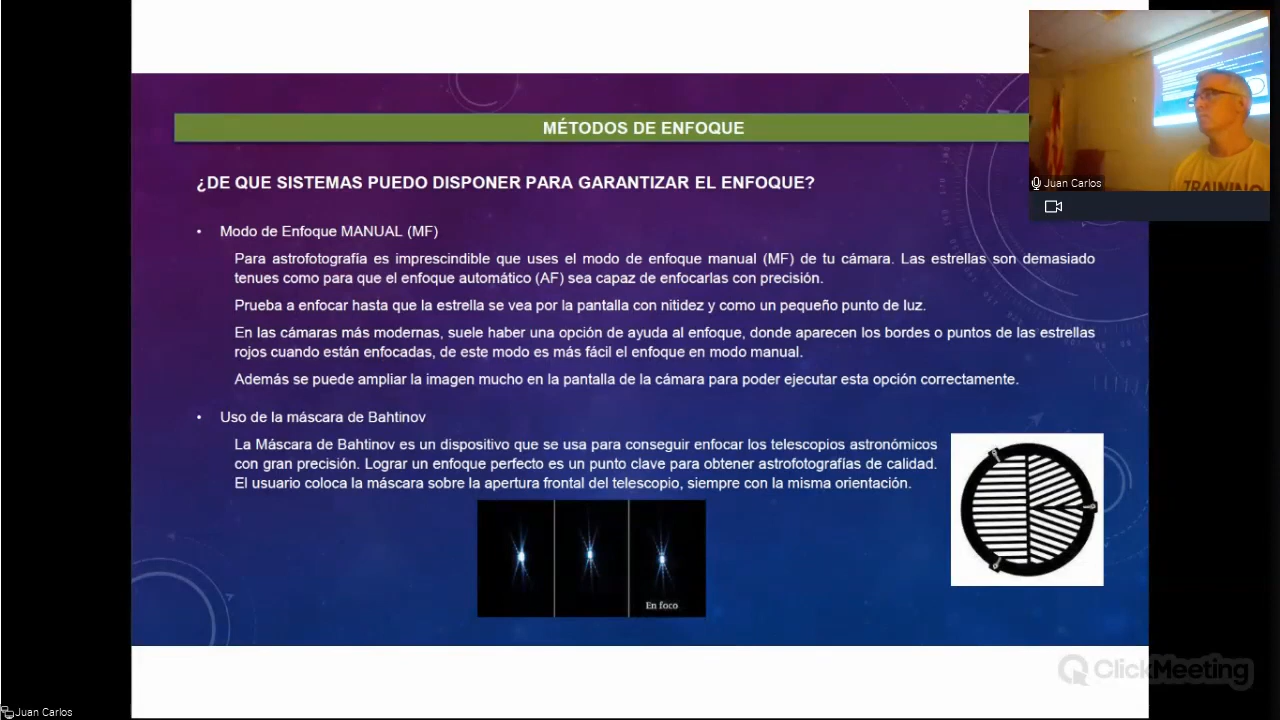 MÉTODOS DE ENFOQUE
¿DE QUE SISTEMAS PUEDO DISPONER PARA GARANTIZAR EL ENFOQUE?
• Modo de Enfoque MANUAL (MF)
Para astrofotografía es imprescindible que uses el modo de enfoque manual (MF) de tu cámara. Las estrellas son demasiado
tenues como para que el enfoque automático (AF) sea capaz de enfocarlas con precisión.
Prueba a enfocar hasta que la estrella se vea por la pantalla con nitidez y como un pequeño punto de luz.
En las cámaras más modernas, suele haber una opción de ayuda al enfoque, donde aparecen los bordes o puntos de las estrellas
rojos cuando están enfocadas, de este modo es más fácil el enfoque en modo manual.
Además se puede ampliar la imagen mucho en la pantalla de la cámara para poder ejecutar esta opción correctamente.
• Uso de la máscara de Bahtinov
La Máscara de Bahtinov es un dispositivo que se usa para conseguir enfocar los telescopios astronómicos
con gran precisión. Lograr un enfoque perfecto es un punto clave para obtener astrofotografías de calidad.
El usuario coloca la máscara sobre la apertura frontal del telescopio, siempre con la misma orientación.
En foco
TRAINING
Juan Carlos
ClickMeeting
Juan Carlos